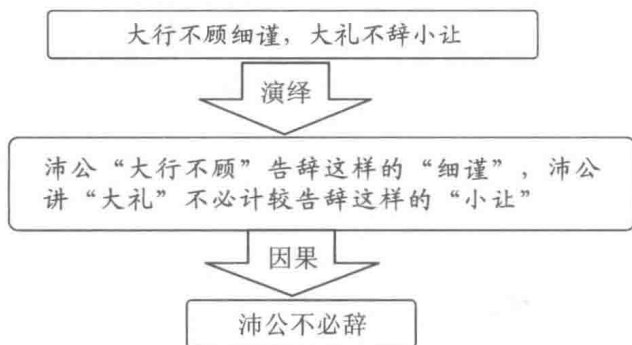 大行不顾细谨，大礼不辞小让
演绎
沛公“大行不顾”告辞这样的“细谨”，沛公
讲“大礼”不必计较告辞这样的“小让”
因果
沛公不必辞